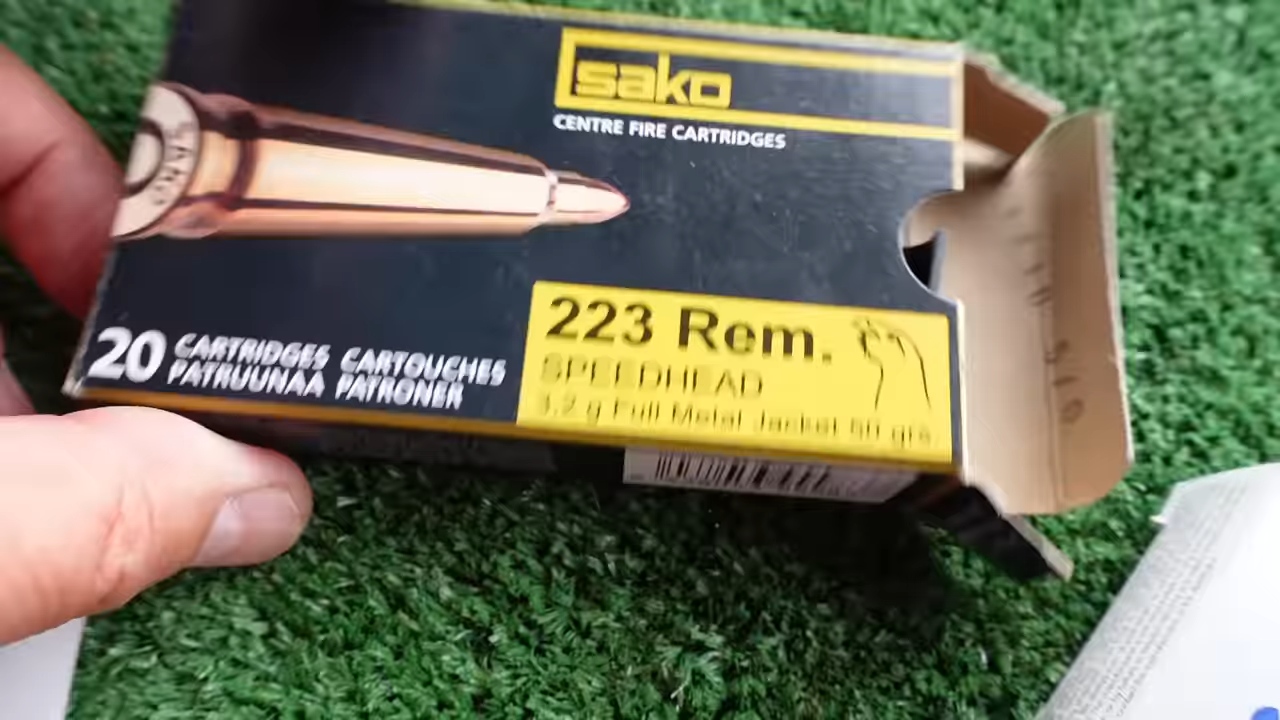 sako
CENTRE FIRE CARTRIDGES
SAKO
20 CARTRIDGES CARTOUCHES
PATRUUNAA PATRONER
223 Rem.
SPEEDHEAD
3.2 g Full Metal Jacket 50 grs.